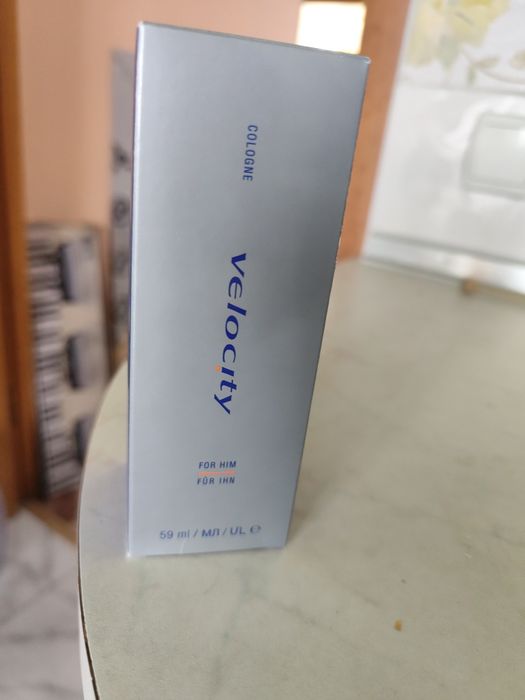 COLOGNE
velocity
FOR HIM
FÜR IHN
59 ml / МЛ / UL ℮